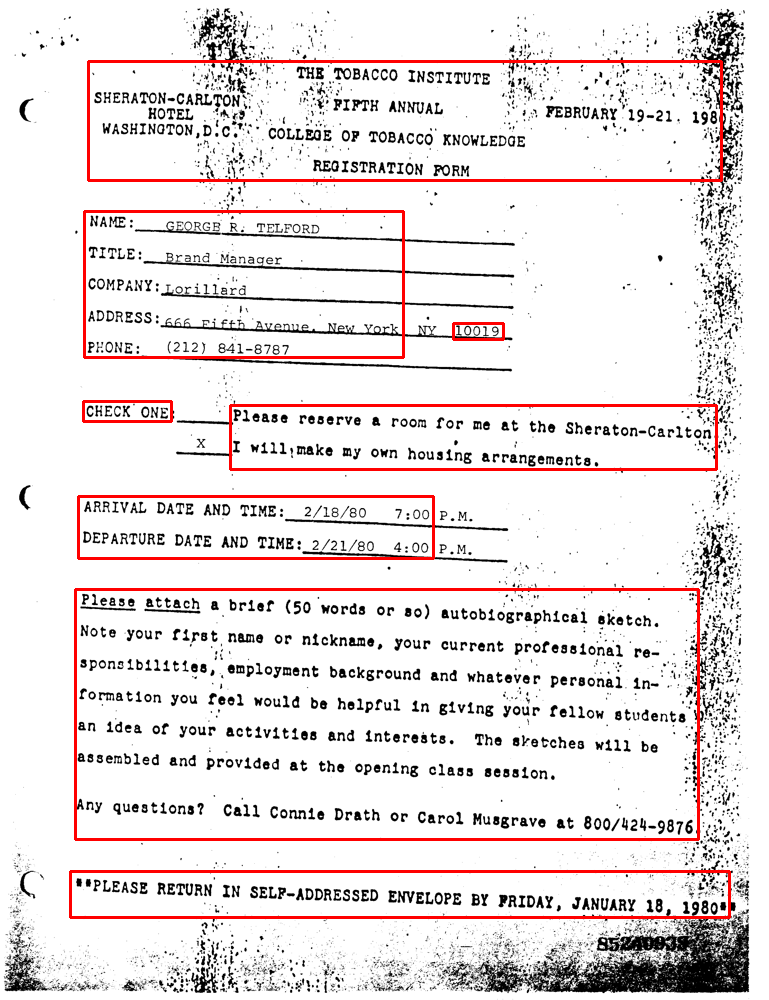 THE TOBACCO INSTITUTE
SHERATON-CARLTON HOTEL WASHINGTON, D.C.
FIFTH ANNUAL
FEBRUARY 19-21. 1980
COLLEGE OF TOBACCO KNOWLEDGE
REGISTRATION FORM
NAME: GEORGE R. TELFORD
TITLE: Brand Manager
COMPANY: Lorillard
ADDRESS: 666 Fifth Avenue, New York NY 10019
PHONE: (212) 841-8787
CHECK ONE: Please reserve a room for me at the Sheraton-Carlton
X I will make my own housing arrangements.
ARRIVAL DATE AND TIME: 2/18/80 7:00 P.M.
DEPARTURE DATE AND TIME: 2/21/80 4:00 P.M.
Please attach a brief (50 words or so) autobiographical sketch.
Note your first name or nickname, your current professional re-
sponsibilities, employment background and whatever personal in-
formation you feel would be helpful in giving your fellow students
an idea of your activities and interests. The sketches will be
assembled and provided at the opening class session.
Any questions? Call Connie Drath or Carol Musgrave at 800/424-9876.
**PLEASE RETURN IN SELF-ADDRESSED ENVELOPE BY FRIDAY, JANUARY 18, 1980**